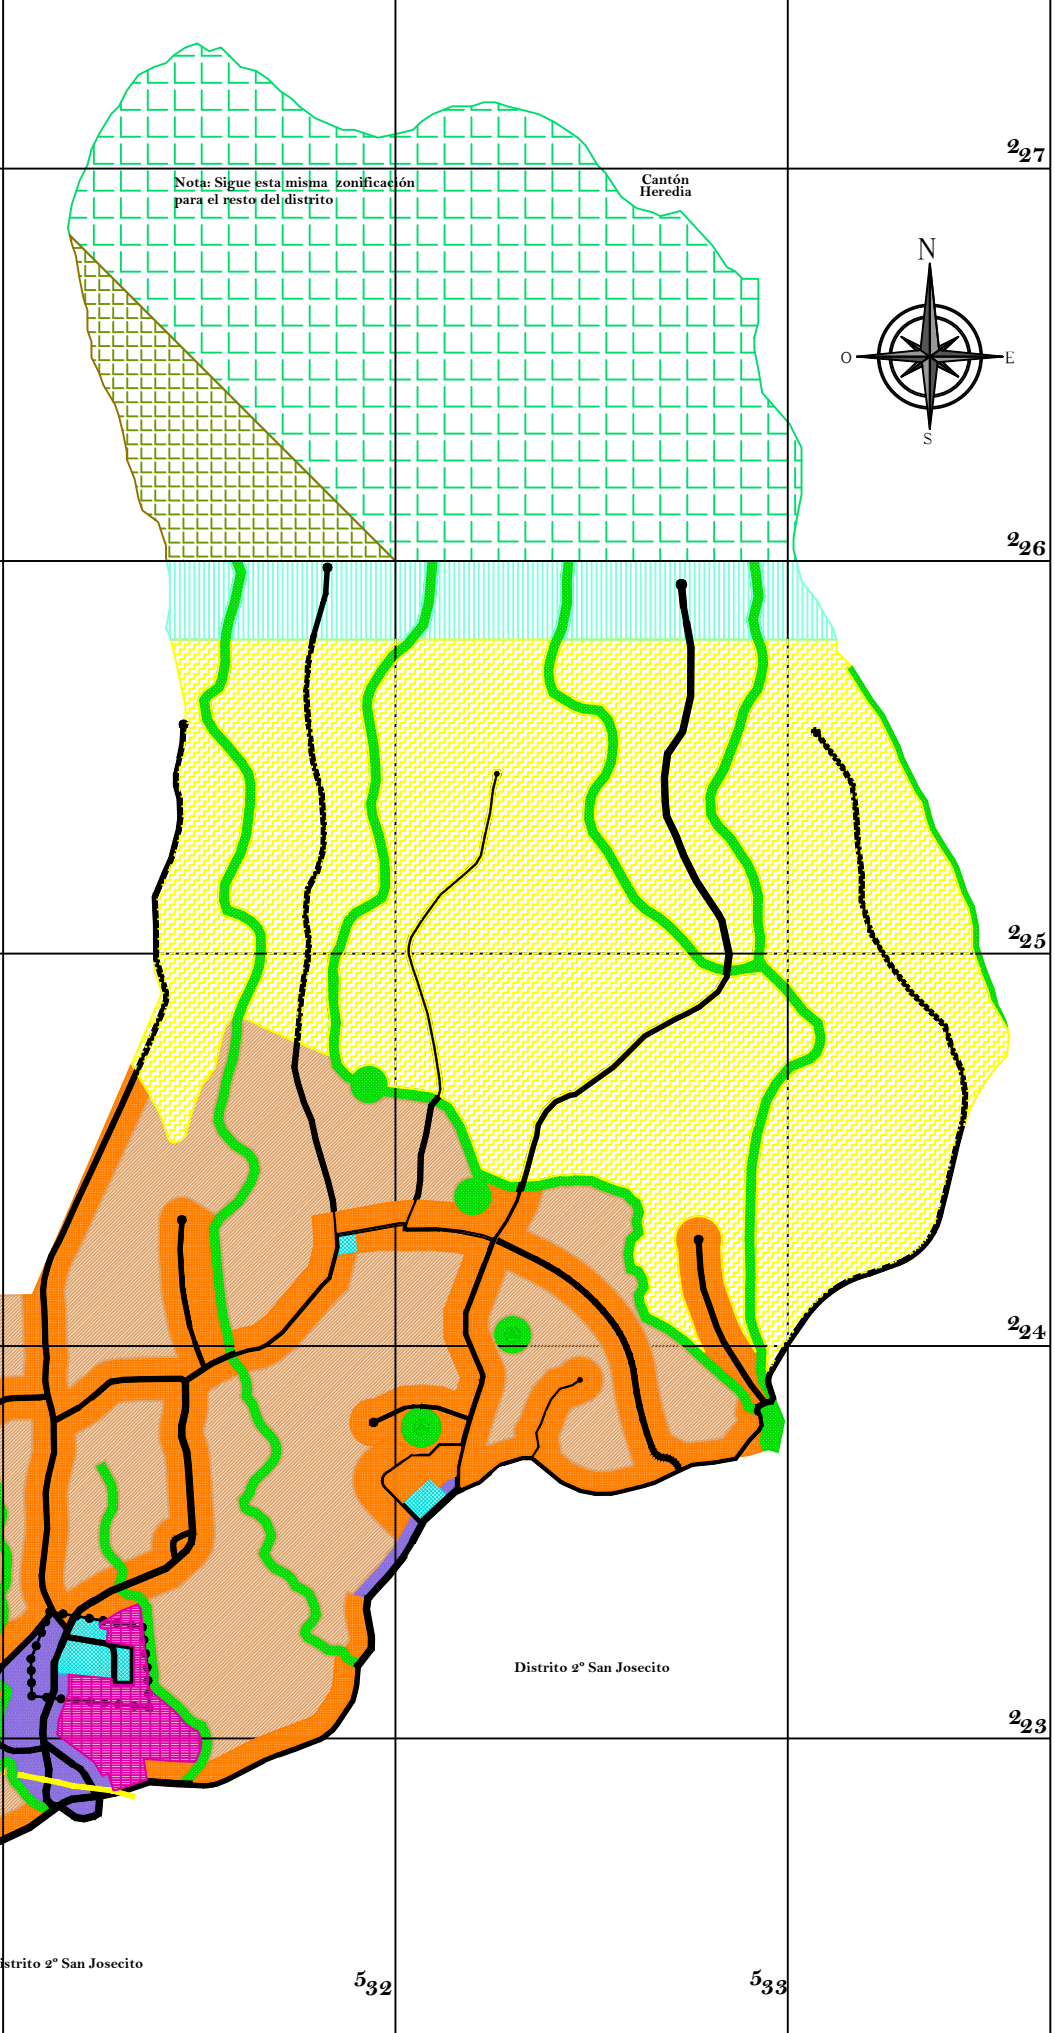 227
Nota: Sigue esta misma zonificación
para el resto del distrito
Cantón
Heredia
N
O
E
S
226
225
224
Distrito 2º San Josecito
223
istrito 2º San Josecito
532
533